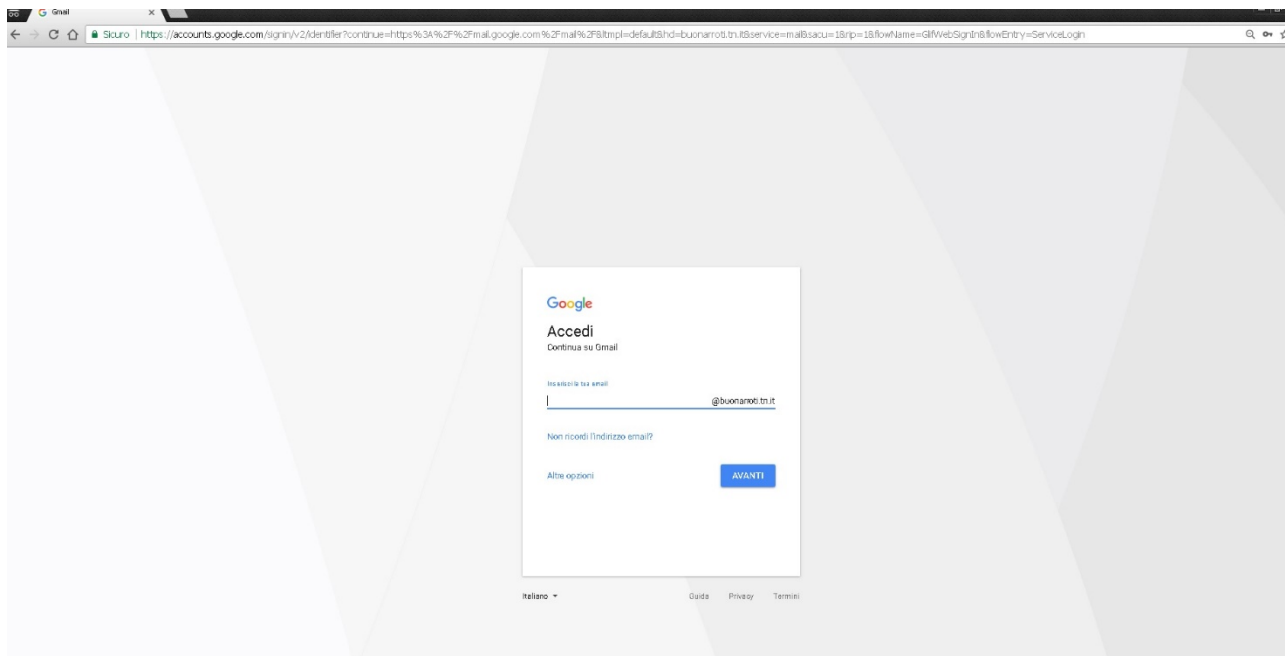 Gmail
Sicuro | https://accounts.google.com/signin/v2/identifier?continue=https%3A%2F%2Fmail.google.com%2Fmail%2F&ltmpl=default&hd=buonarroti.tn.it&service=mail&sacu=1&rip=1&flowName=GlifWebSignIn&flowEntry=ServiceLogin
Google
Accedi
Continua su Gmail
Inserisci la tua email
@buonarroti.tn.it
Non ricordi l'indirizzo email?
Altre opzioni AVANTI
Italiano Guida Privacy Termini